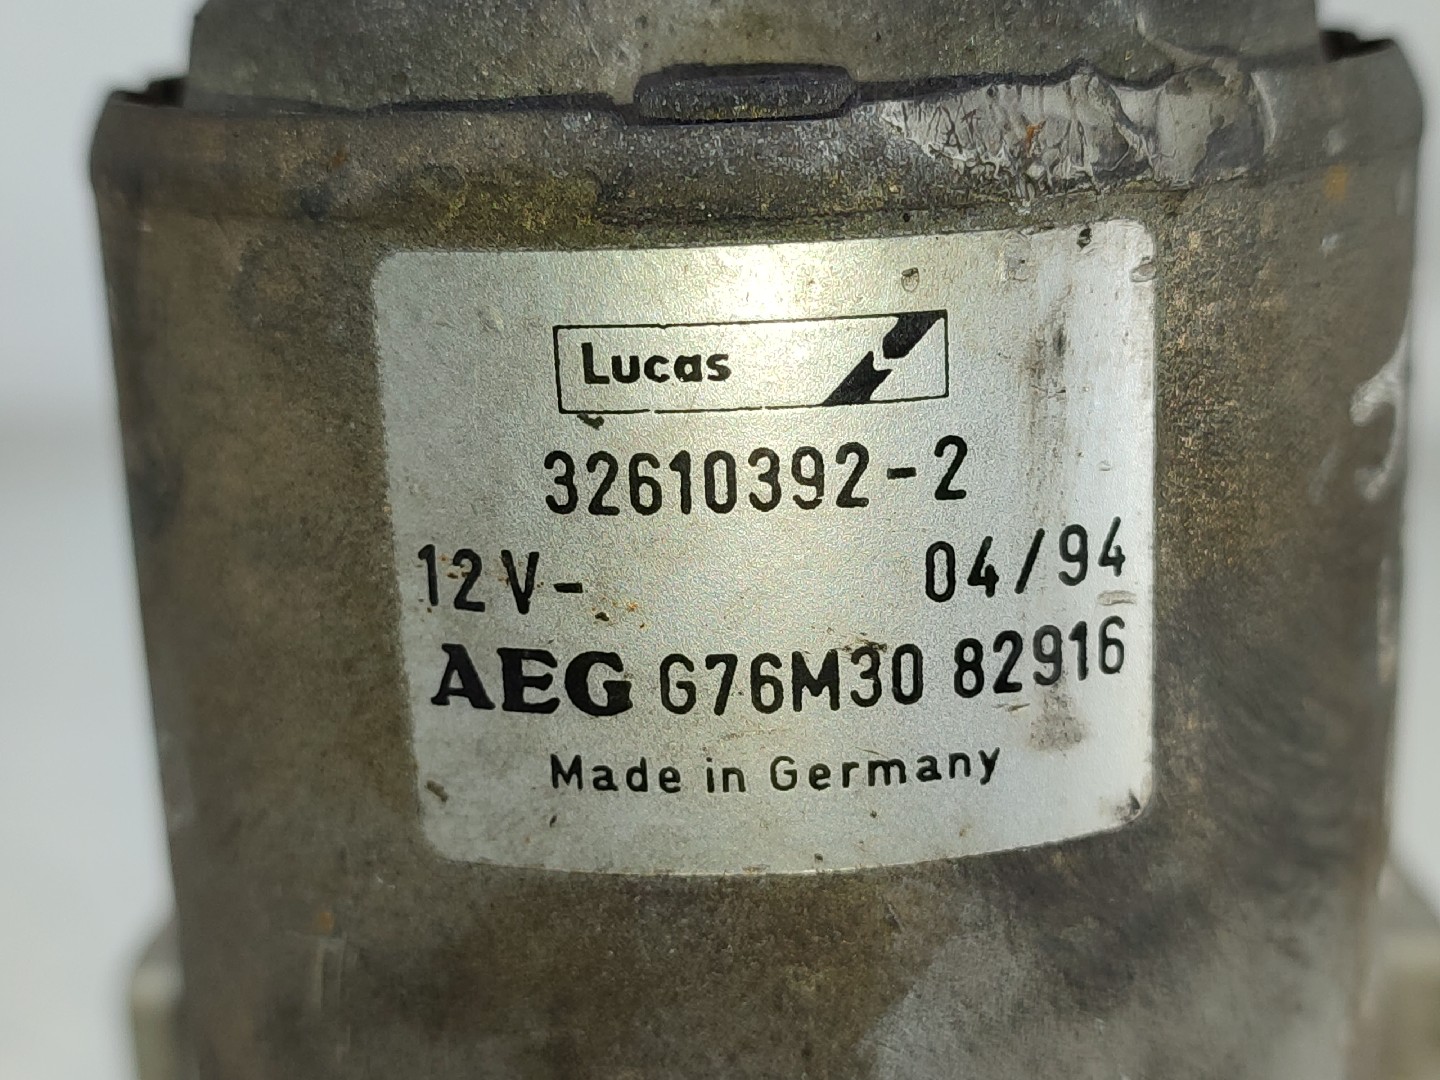 Lucas
32610392-2
12V- 04/94
AEG G76M30 82916
Made in Germany